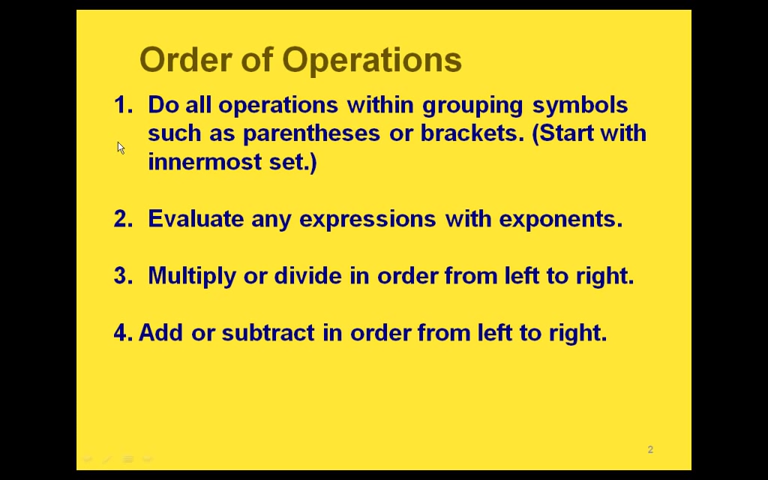 Order of Operations
1. Do all operations within grouping symbols
such as parentheses or brackets. (Start with
innermost set.)
2. Evaluate any expressions with exponents.
3. Multiply or divide in order from left to right.
4. Add or subtract in order from left to right.
2